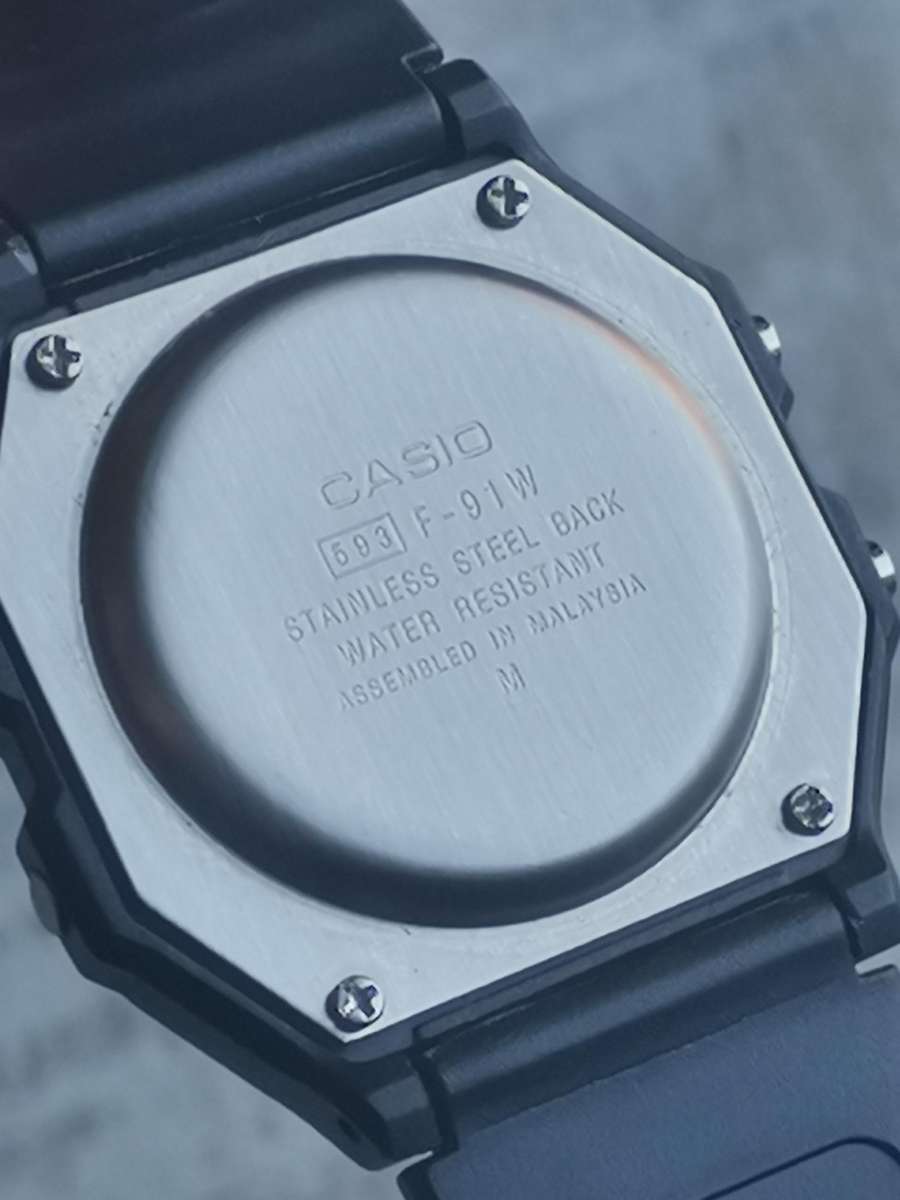 CASIO
593 F-91W
STAINLESS STEEL BACK
WATER RESISTANT
ASSEMBLED IN MALAYSIA
M